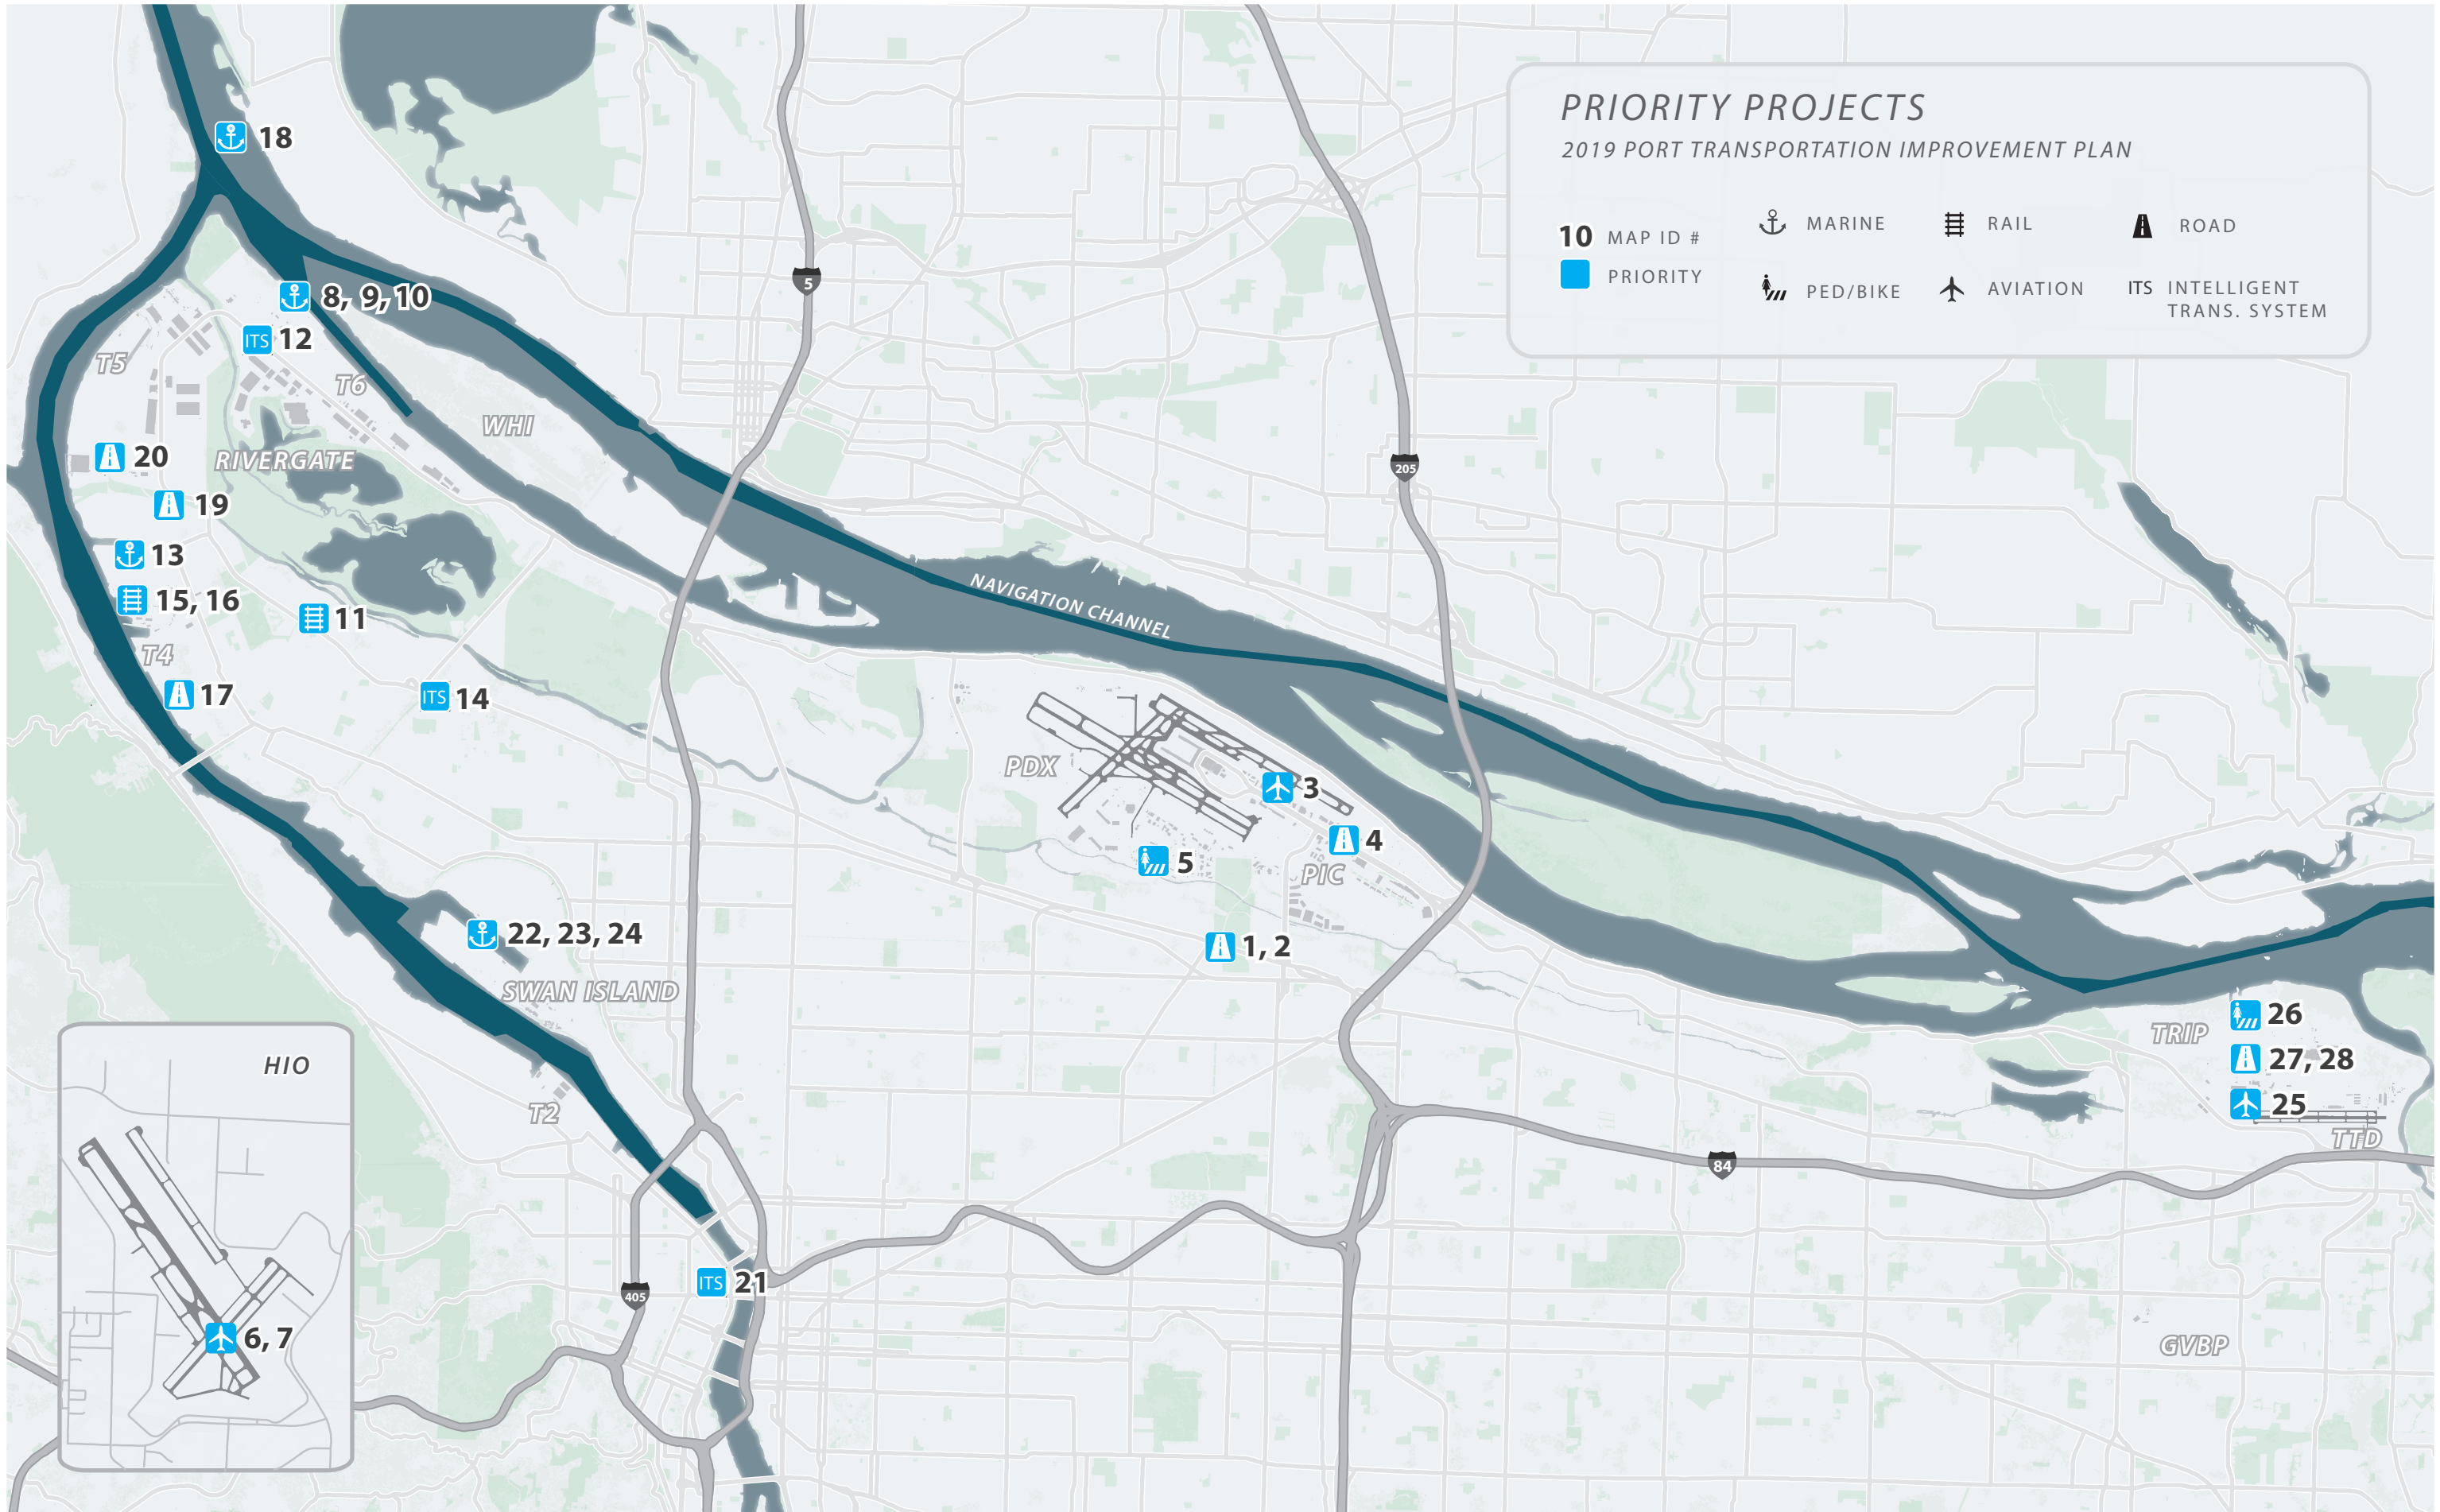 PRIORITY PROJECTS
2019 PORT TRANSPORTATION IMPROVEMENT PLAN
10 MAP ID #
PRIORITY
MARINE
RAIL
ROAD
PED/BIKE
AVIATION
ITS INTELLIGENT
TRANS. SYSTEM
18
5
8, 9, 10
ITS 12
T5
T6
WHI
20
RIVERGATE
205
19
13
15, 16
11
NAVIGATION CHANNEL
T4
17
ITS 14
PDX
3
4
5
PIC
22, 23, 24
1, 2
SWAN ISLAND
26
TRIP
27, 28
25
TTD
HIO
T2
84
ITS 21
405
6, 7
GVBP